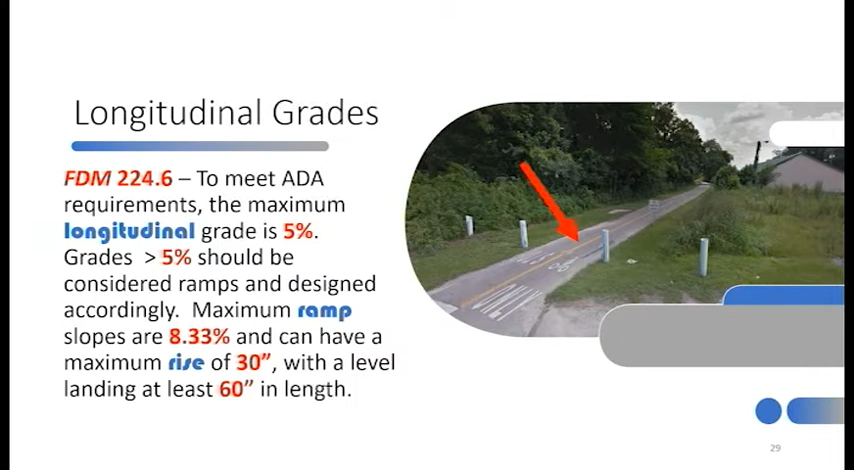 Longitudinal Grades
FDM 224.6 – To meet ADA
requirements, the maximum
longitudinal grade is 5%.
Grades > 5% should be
considered ramps and designed
accordingly. Maximum ramp
slopes are 8.33% and can have a
maximum rise of 30”, with a level
landing at least 60” in length.
29